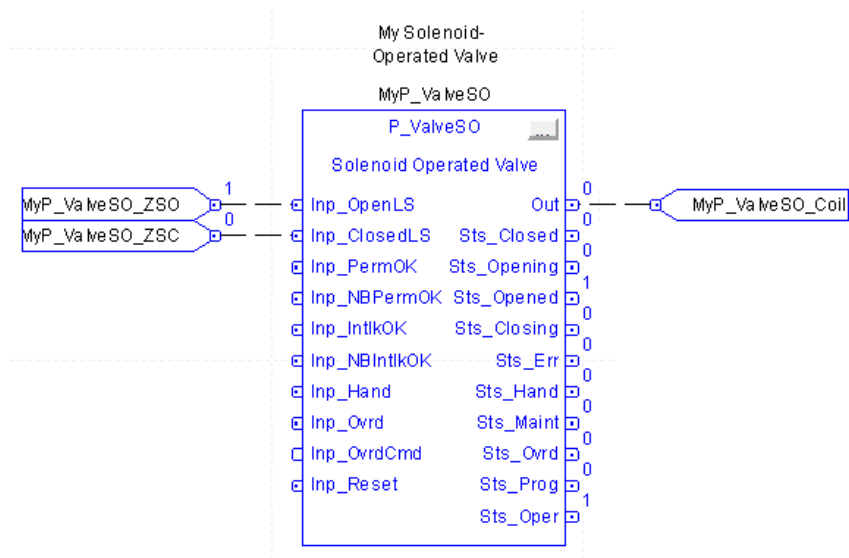 My Solenoid-
Operated Valve
MyP_ValveSO
P_ValveSO ...
Solenoid Operated Valve
MyP_ValveSO_ZSO 1 Inp_OpenLS Out 0 MyP_ValveSO_Coil
MyP_ValveSO_ZSC 0 Inp_ClosedLS Sts_Closed 0
Inp_PermOK Sts_Opening 0
Inp_NBPermOK Sts_Opened 1
Inp_IntlkOK Sts_Closing 0
Inp_NBIntlkOK Sts_Err 0
Inp_Hand Sts_Hand 0
Inp_Ovrd Sts_Maint 0
Inp_OvrdCmd Sts_Ovrd 0
Inp_Reset Sts_Prog 0
Sts_Oper 1